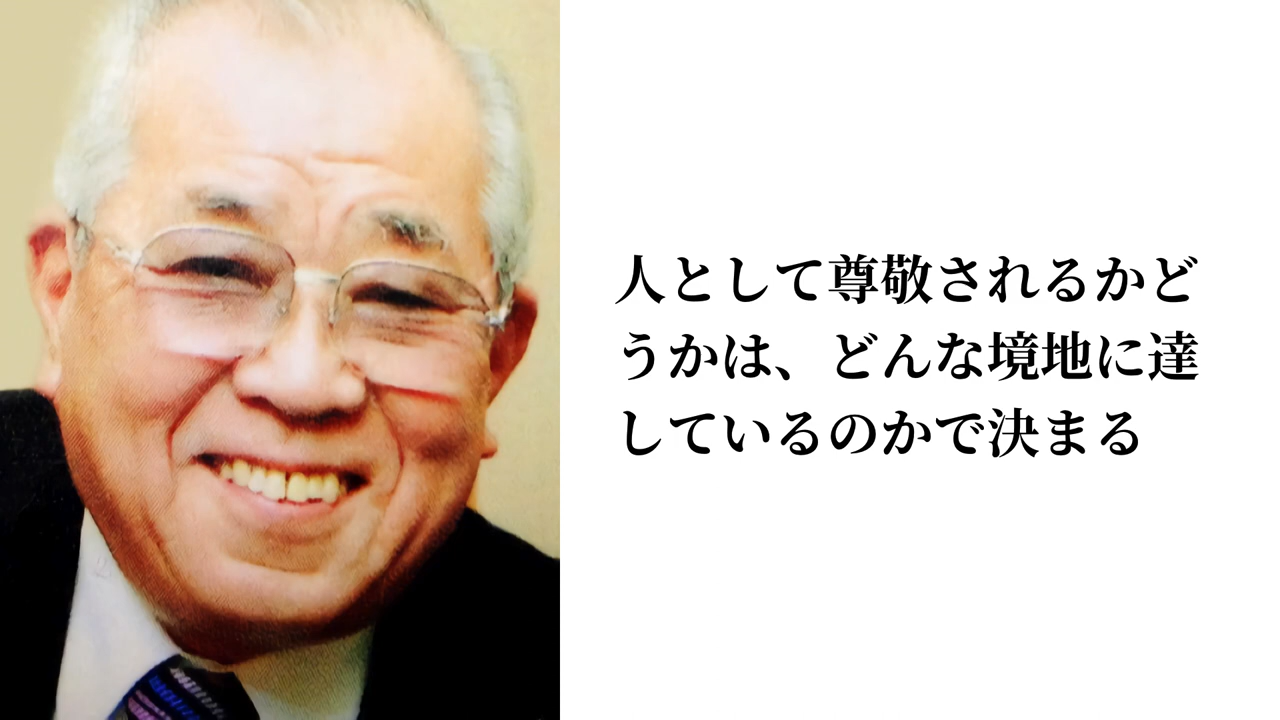 人として尊敬されるかど
うかは、どんな境地に達
しているのかで決まる